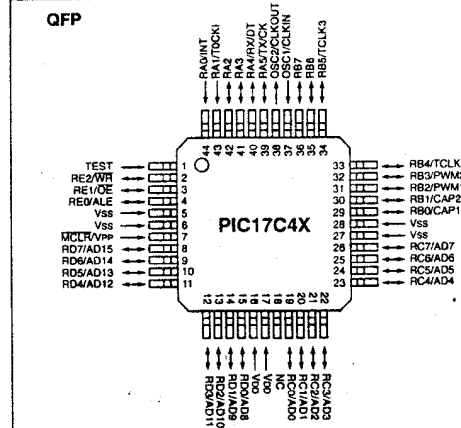 QFP
RA0/INT
RA1/T0CKI
RA2
RA3
RA4/RX/DT
RA5/TX/CK
OSC2/CLKOUT
OSC1/CLKIN
RB7
RB6
RB5/TCLK3
44 43 42 41 40 39 38 37 36 35 34
TEST 1
RE2/WR 2
RE1/OE 3
RE0/ALE 4
Vss 5
Vss 6
MCLR/VPP 7
RD7/AD15 8
RD6/AD14 9
RD5/AD13 10
RD4/AD12 11
PIC17C4X
33 RB4/TCLK
32 RB3/PWM2
31 RB2/PWM1
30 RB1/CAP2
29 RB0/CAP1
28 Vss
27 Vss
26 RC7/AD7
25 RC6/AD6
24 RC5/AD5
23 RC4/AD4
12 13 14 15 16 17 18 19 20 21 22
RD3/AD11
RD2/AD10
RD1/AD9
RD0/AD8
VDD
VDD
NC
RC0/AD0
RC1/AD1
RC2/AD2
RC3/AD3